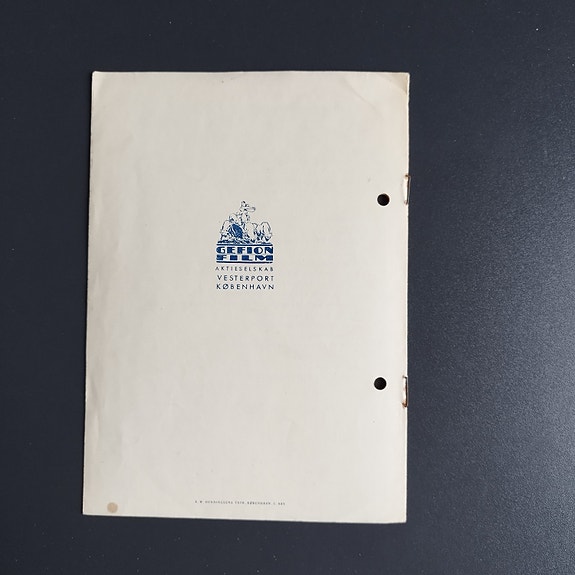 GEFION
FILM
AKTIESELSKAB
VESTERPORT
KØBENHAVN